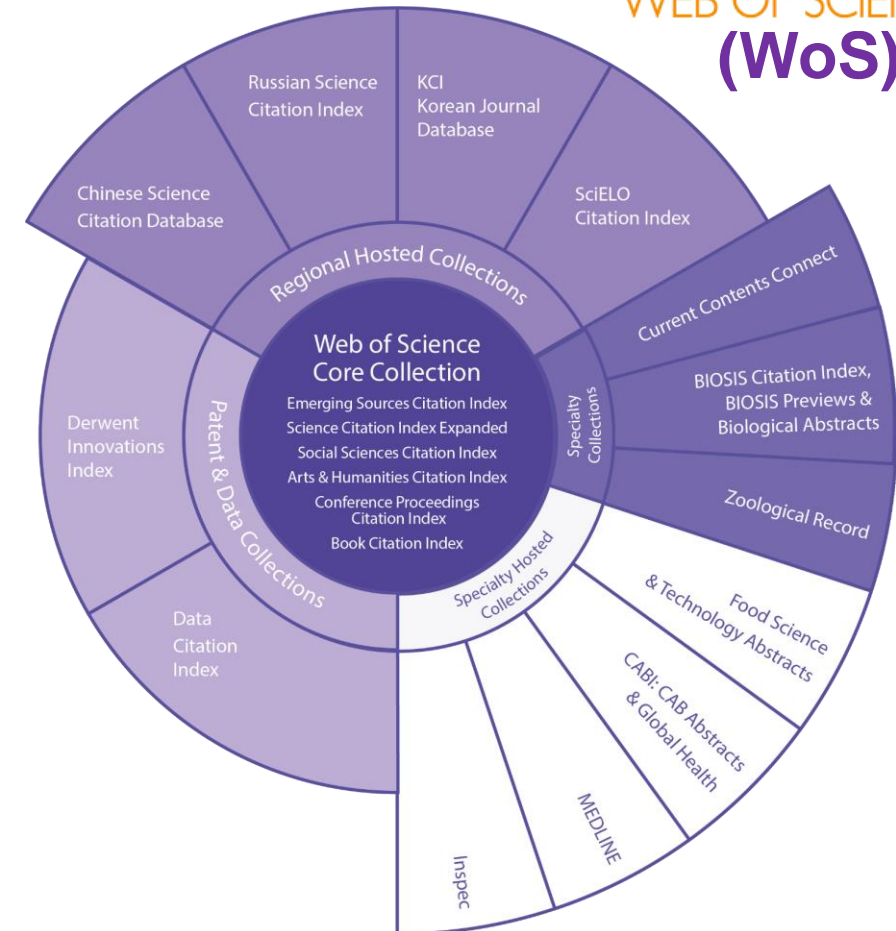 WEB OF SCIEN
(WoS)
Russian Science
Citation Index
KCI
Korean Journal
Database
Chinese Science
Citation Database
SciELO
Citation Index
Regional Hosted Collections
Current Contents Connect
BIOSIS Citation Index,
BIOSIS Previews &
Biological Abstracts
Zoological Record
Specialty
Collections
Web of Science
Core Collection
Emerging Sources Citation Index
Science Citation Index Expanded
Social Sciences Citation Index
Arts & Humanities Citation Index
Conference Proceedings
Citation Index
Book Citation Index
Patent & Data Collections
Derwent
Innovations
Index
Data
Citation
Index
Specialty Hosted
Collections
Food Science
& Technology Abstracts
CABI: CAB Abstracts
& Global Health
MEDLINE
Inspec